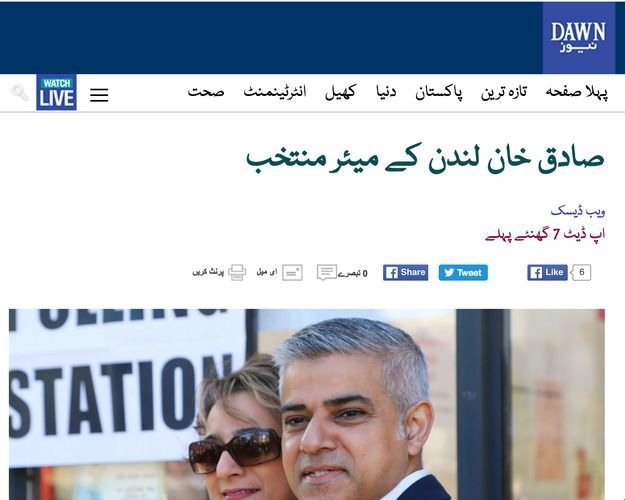 DAWN
نیوز
WATCH
LIVE
پہلا صفحہ تازہ ترین پاکستان دنیا کھیل انٹرٹینمنٹ صحت
صادق خان لندن کے میئر منتخب
ویب ڈیسک
اپ ڈیٹ 7 گھنٹے پہلے
Like 6 Tweet Share 0 تبصرے ای میل پرنٹ کریں
POLLING
STATION